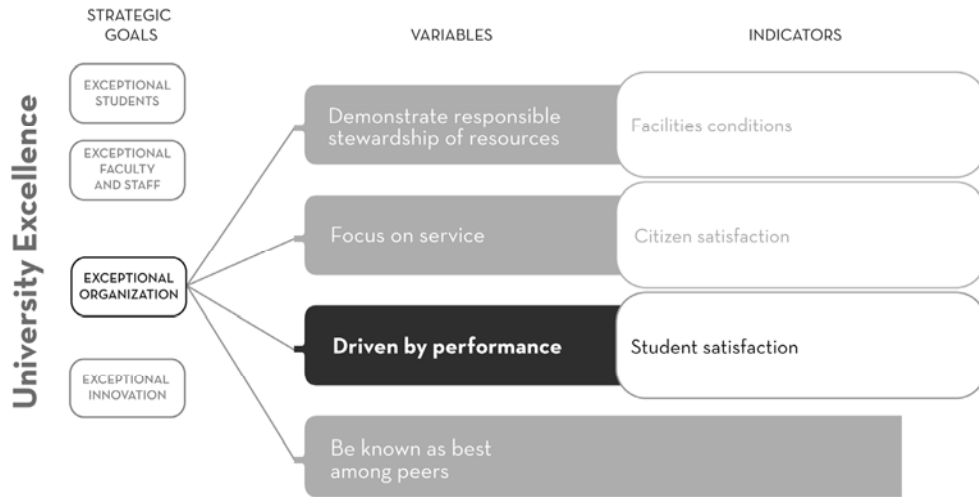 STRATEGIC
GOALS
VARIABLES
INDICATORS
University Excellence
EXCEPTIONAL
STUDENTS
EXCEPTIONAL
FACULTY
AND STAFF
EXCEPTIONAL
ORGANIZATION
EXCEPTIONAL
INNOVATION
Demonstrate responsible
stewardship of resources
Facilities conditions
Focus on service
Citizen satisfaction
Driven by performance
Student satisfaction
Be known as best
among peers